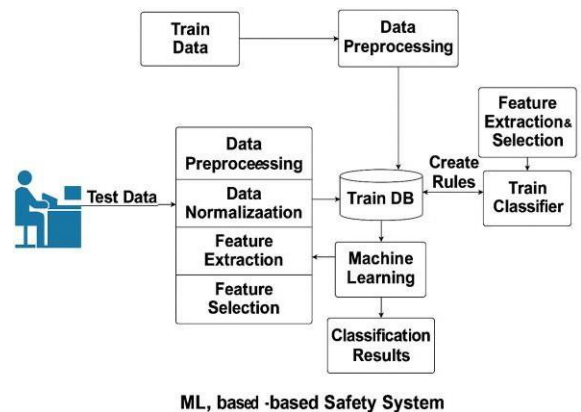 Train
Data
Data
Preprocessing
Feature
Extraction&
Selection
Data
Preproceessing
Test Data
Data
Normalizaation
Train DB
Create
Rules
Train
Classifier
Feature
Extraction
Machine
Learning
Feature
Selection
Classification
Results
ML, based -based Safety System